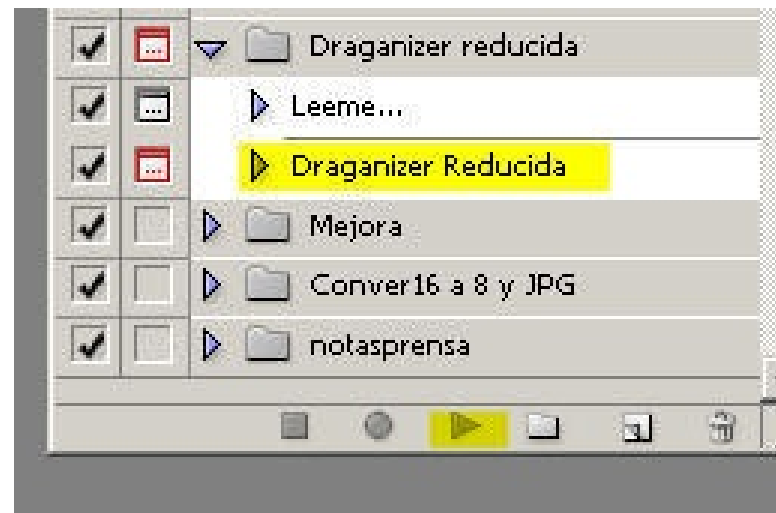 Draganizer reducida
Leeme...
Draganizer Reducida
Mejora
Conver16 a 8 y JPG
notasprensa